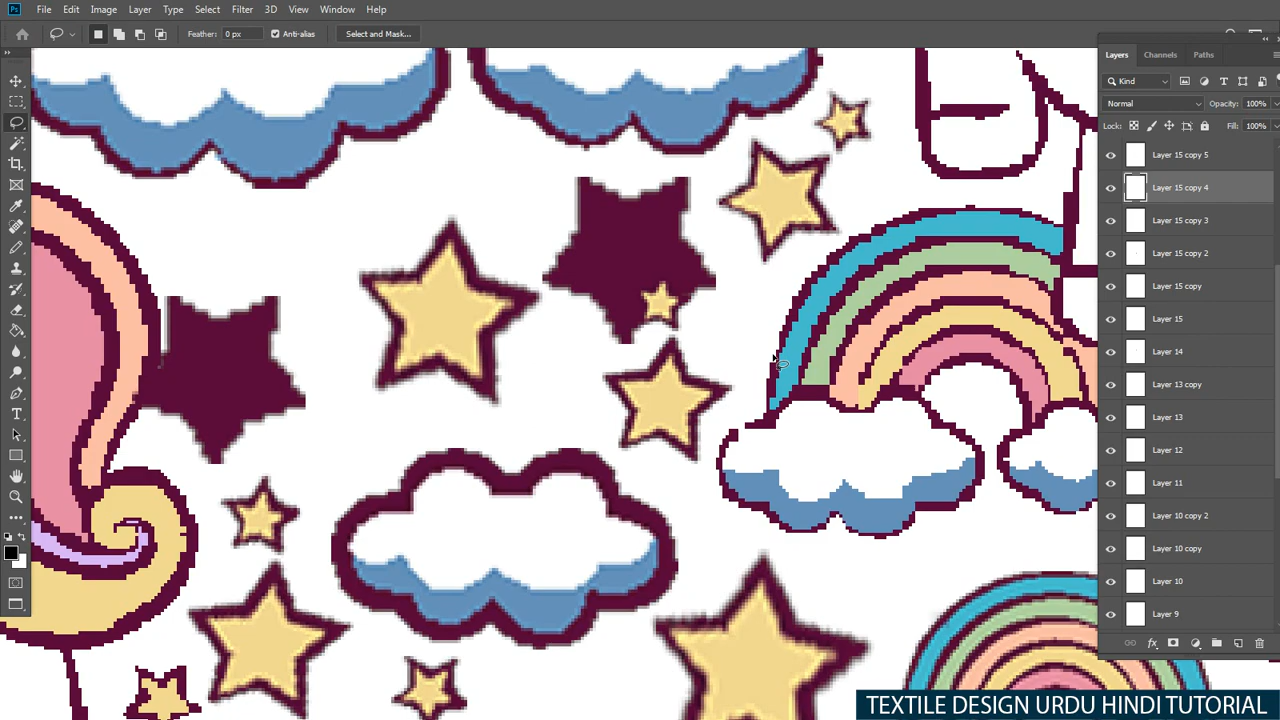 Ps File Edit Image Layer Type Select Filter 3D View Window Help
Feather: 0 px Anti-alias Select and Mask...
Layers Channels Paths
Kind
Normal Opacity: 100%
Lock: Fill: 100%
Layer 15 copy 5
Layer 15 copy 4
Layer 15 copy 3
Layer 15 copy 2
Layer 15 copy
Layer 15
Layer 14
Layer 13 copy
Layer 13
Layer 12
Layer 11
Layer 10 copy 2
Layer 10 copy
Layer 10
Layer 9
TEXTILE DESIGN URDU HINDI TUTORIAL